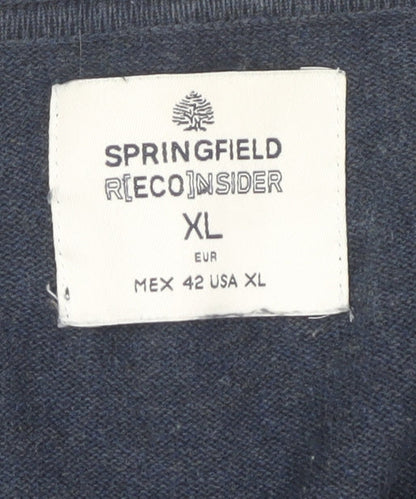 SPRINGFIELD
R[ECO]NSIDER
XL
EUR
MEX 42 USA XL